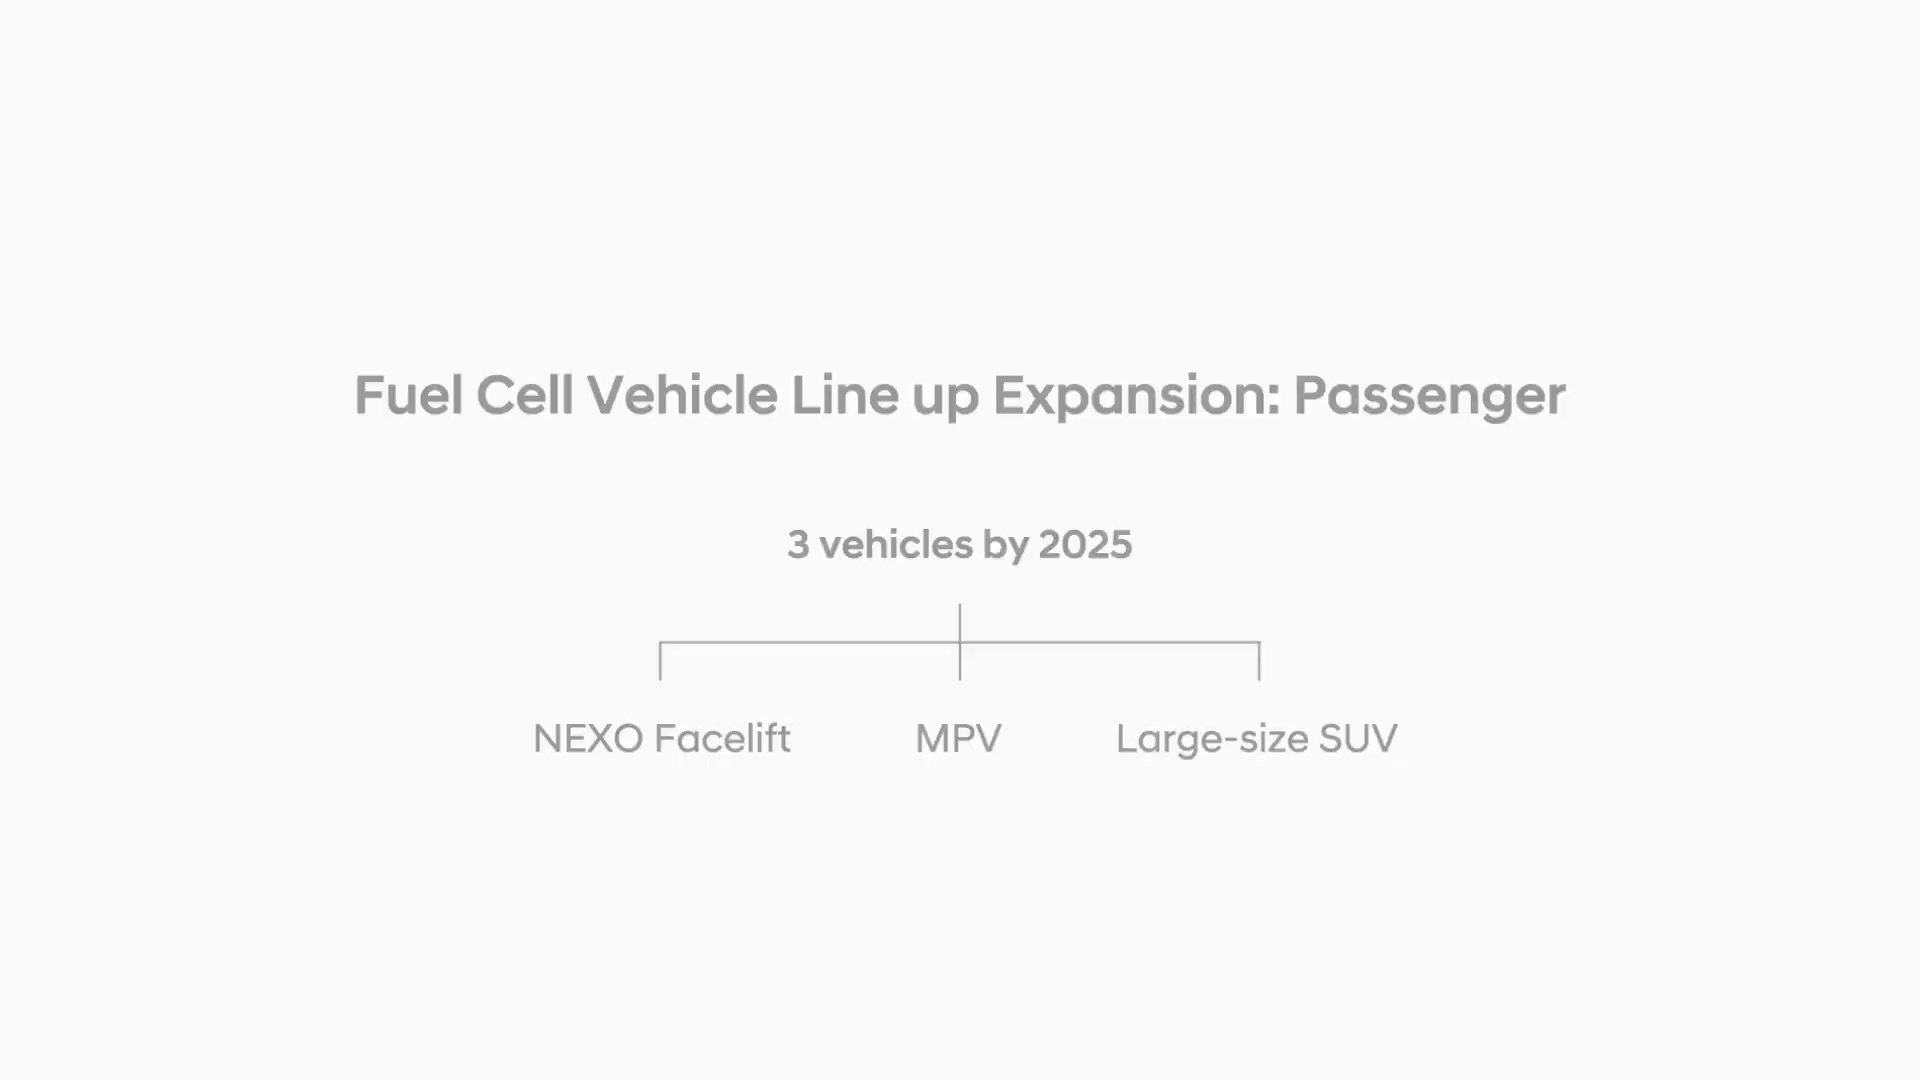 Fuel Cell Vehicle Line up Expansion: Passenger
3 vehicles by 2025
NEXO Facelift
MPV
Large-size SUV